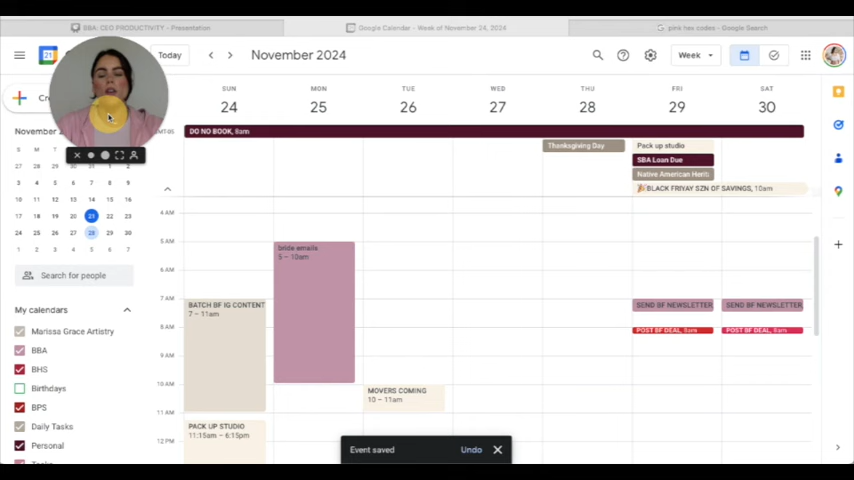 BBA: CEO PRODUCTIVITY - Presentation
Google Calendar - Week of November 24, 2024
pink hex codes - Google Search
21
Today
November 2024
Week
Cre
SUN
MON
TUE
WED
THU
FRI
SAT
24
25
26
27
28
29
30
GMT-05
DO NO BOOK, 8am
Thanksgiving Day
Pack up studio
SBA Loan Due
Native American Herita
🎉BLACK FRIYAY SZN OF SAVINGS, 10am
November
S M T W T F S
27 28 29 30 31 1 2
3 4 5 6 7 8 9
10 11 12 13 14 15 16
17 18 19 20 21 22 23
24 25 26 27 28 29 30
1 2 3 4 5 6 7
Search for people
My calendars
Marissa Grace Artistry
BBA
BHS
Birthdays
BPS
Daily Tasks
Personal
4 AM
5 AM
6 AM
7 AM
8 AM
9 AM
10 AM
11 AM
12 PM
bride emails
5 – 10am
BATCH BF IG CONTENT
7 – 11am
SEND BF NEWSLETTER,
SEND BF NEWSLETTER,
POST BF DEAL, 8am
POST BF DEAL, 8am
MOVERS COMING
10 – 11am
PACK UP STUDIO
11:15am – 6:15pm
Event saved
Undo